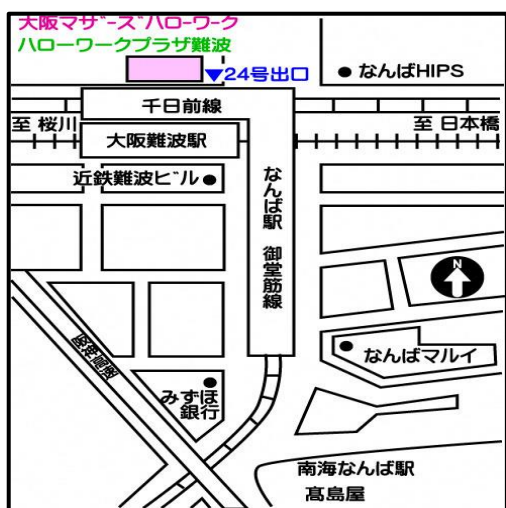 大阪マザーズハローワーク
ハローワークプラザ難波
▼24号出口
なんばHIPS
千日前線
至 桜川
至 日本橋
大阪難波駅
近鉄難波ビル
なんば駅 御堂筋線
N
なんばマルイ
みずほ
銀行
南海なんば駅
髙島屋